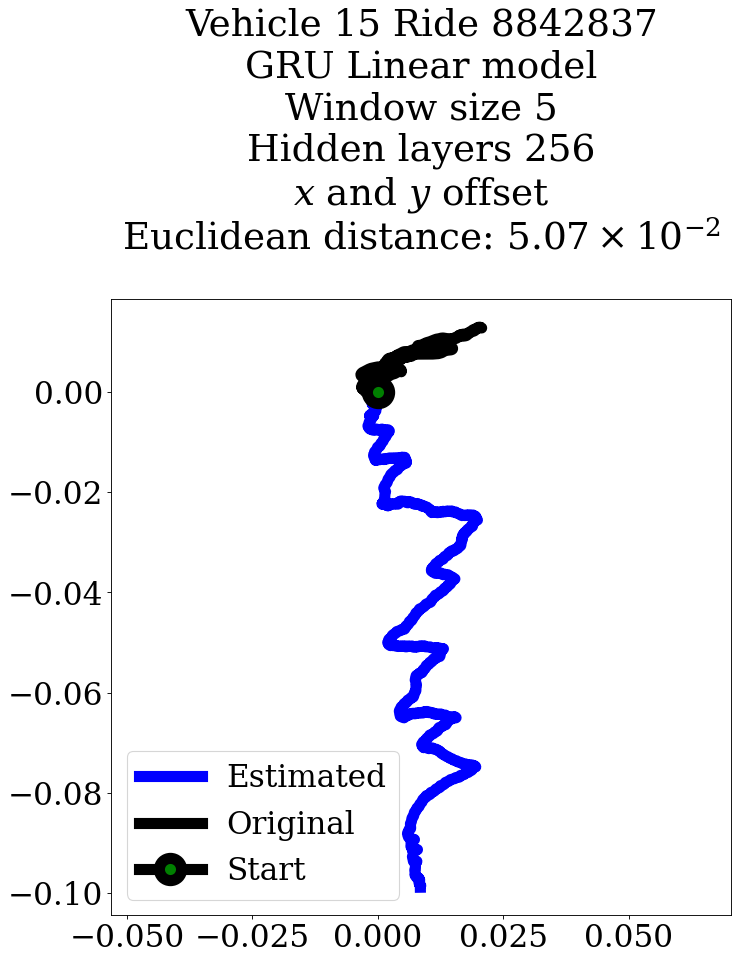 Vehicle 15 Ride 8842837
GRU Linear model
Window size 5
Hidden layers 256
x and y offset
Euclidean distance: 5.07 × 10⁻²
0.00
−0.02
−0.04
−0.06
−0.08
−0.10
Estimated
Original
Start
−0.050 −0.025 0.000 0.025 0.050